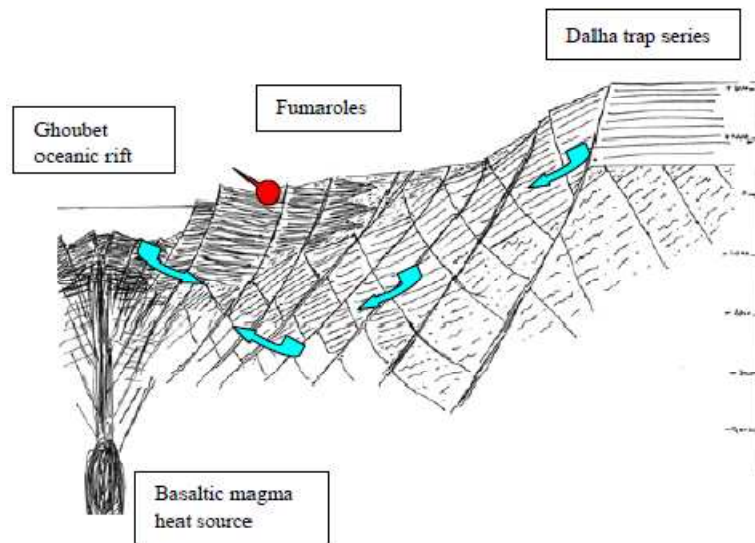 Dalha trap series
Fumaroles
Ghoubet
oceanic rift
Basaltic magma
heat source